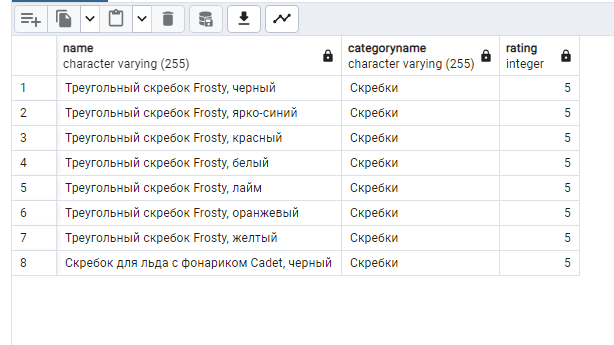 name categoryname rating
character varying (255) character varying (255) integer
1 Треугольный скребок Frosty, черный Скребки 5
2 Треугольный скребок Frosty, ярко-синий Скребки 5
3 Треугольный скребок Frosty, красный Скребки 5
4 Треугольный скребок Frosty, белый Скребки 5
5 Треугольный скребок Frosty, лайм Скребки 5
6 Треугольный скребок Frosty, оранжевый Скребки 5
7 Треугольный скребок Frosty, желтый Скребки 5
8 Скребок для льда с фонариком Cadet, черный Скребки 5